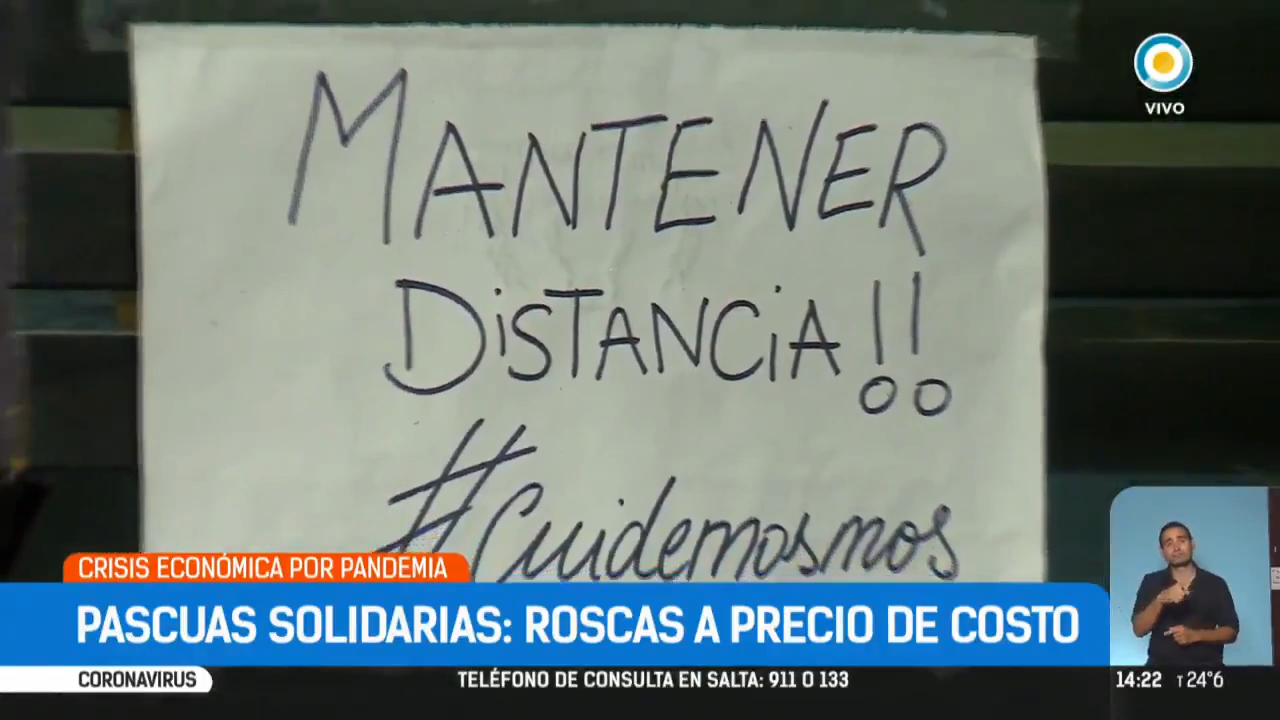 MANTENER
DiSTANCiA!!
#Cuidemosnos
VIVO
CRISIS ECONÓMICA POR PANDEMIA
PASCUAS SOLIDARIAS: ROSCAS A PRECIO DE COSTO
CORONAVIRUS
TELÉFONO DE CONSULTA EN SALTA: 911 O 133
14:22 T 24°6